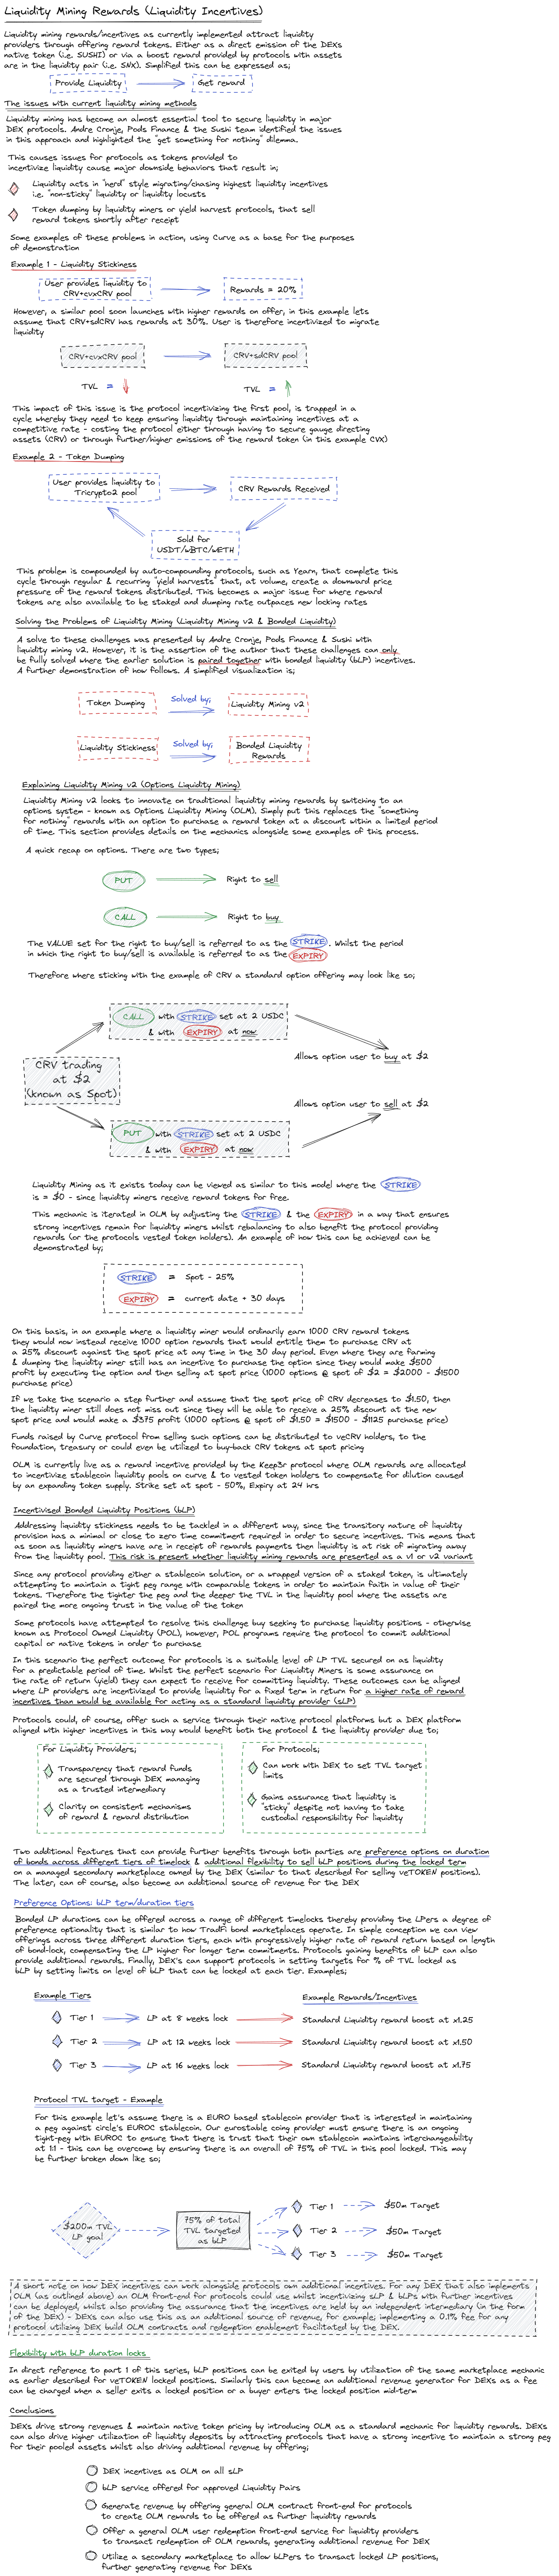 Liquidity Mining Rewards (Liquidity Incentives)
Liquidity mining rewards/incentives as currently implemented attract liquidity
providers through offering reward tokens. Either as a direct emission of the DEXs
native token (i.e. SUSHI) or via a boost reward provided by protocols with assets
are in the liquidity pair (i.e. SNX). Simplified this can be expressed as;
Provide Liquidity
Get reward
The issues with current liquidity mining methods
Liquidity mining has become an almost essential tool to secure liquidity in major
DEX protocols. Andre Cronje, Pods Finance & the Sushi team identified the issues
in this approach and highlighted the "get something for nothing" dilemma.
This causes issues for protocols as tokens provided to
incentivize liquidity cause major downside behaviors that result in;
Liquidity acts in "herd" style migrating/chasing highest liquidity incentives
i.e. "non-sticky" liquidity or liquidity locusts
Token dumping by liquidity miners or yield harvest protocols, that sell
reward tokens shortly after receipt
Some examples of these problems in action, using Curve as a base for the purposes
of demonstration
Example 1 - Liquidity Stickiness
User provides liquidity to
CRV+cvxCRV pool
Rewards = 20%
However, a similar pool soon launches with higher rewards on offer, in this example lets
assume that CRV+sdCRV has rewards at 30%. User is therefore incentivized to migrate
liquidity
CRV+cvxCRV pool
CRV+sdCRV pool
TVL =
TVL =
This impact of this issue is the protocol incentivizing the first pool, is trapped in a
cycle whereby they need to keep ensuring liquidity through maintaining incentives at a
competitive rate - costing the protocol either through having to secure gauge directing
assets (CRV) or through further/higher emissions of the reward token (in this example CVX)
Example 2 - Token Dumping
User provides liquidity to
Tricrypto2 pool
CRV Rewards Received
Sold for
USDT/wBTC/wETH
This problem is compounded by auto-compounding protocols, such as Yearn, that complete this
cycle through regular & recurring "yield harvests" that, at volume, create a downward price
pressure of the reward tokens distributed. This becomes a major issue for where reward
tokens are also available to be staked and dumping rate outpaces new locking rates
Solving the Problems of Liquidity Mining (Liquidity Mining v2 & Bonded Liquidity)
A solve to these challenges was presented by Andre Cronje, Pods Finance & Sushi with
liquidity mining v2. However, it is the assertion of the author that these challenges can only
be fully solved where the earlier solution is paired together with bonded liquidity (bLP) incentives.
A further demonstration of how follows. A simplified visualization is;
Token Dumping
Solved by;
Liquidity Mining v2
Liquidity Stickiness
Solved by;
Bonded Liquidity
Rewards
Explaining Liquidity Mining v2 (Options Liquidity Mining)
Liquidity Mining v2 looks to innovate on traditional liquidity mining rewards by switching to an
options system - known as Options Liquidity Mining (OLM). Simply put this replaces the "something
for nothing" rewards with an option to purchase a reward token at a discount within a limited period
of time. This section provides details on the mechanics alongside some examples of this process.
A quick recap on options. There are two types;
PUT
Right to sell
CALL
Right to buy
The VALUE set for the right to buy/sell is referred to as the STRIKE. Whilst the period
in which the right to buy/sell is available is referred to as the EXPIRY
Therefore where sticking with the example of CRV a standard option offering may look like so;
CALL with STRIKE set at 2 USDC
& with EXPIRY at now
Allows option user to buy at $2
CRV trading
at $2
(known as Spot)
Allows option user to sell at $2
PUT with STRIKE set at 2 USDC
& with EXPIRY at now
Liquidity Mining as it exists today can be viewed as similar to this model where the STRIKE
is = $0 - since liquidity miners receive reward tokens for free.
This mechanic is iterated in OLM by adjusting the STRIKE & the EXPIRY in a way that ensures
strong incentives remain for liquidity miners whilst rebalancing to also benefit the protocol providing
rewards (or the protocols vested token holders). An example of how this can be achieved can be
demonstrated by;
STRIKE = Spot - 25%
EXPIRY = current date + 30 days
On this basis, in an example where a liquidity miner would ordinarily earn 1000 CRV reward tokens
they would now instead receive 1000 option rewards that would entitle them to purchase CRV at
a 25% discount against the spot price at any time in the 30 day period. Even where they are farming
& dumping the liquidity miner still has an incentive to purchase the option since they would make $500
profit by executing the option and then selling at spot price (1000 options @ spot of $2 = $2000 - $1500
purchase price)
If we take the scenario a step further and assume that the spot price of CRV decreases to $1.50, then
the liquidity miner still does not miss out since they will be able to receive a 25% discount at the new
spot price and would make a $375 profit (1000 options @ spot of $1.50 = $1500 - $1125 purchase price)
Funds raised by Curve protocol from selling such options can be distributed to veCRV holders, to the
foundation, treasury or could even be utilized to buy-back CRV tokens at spot pricing
OLM is currently live as a reward incentive provided by the Keep3r protocol where OLM rewards are allocated
to incentivize stablecoin liquidity pools on curve & to vested token holders to compensate for dilution caused
by an expanding token supply. Strike set at spot - 50%, Expiry at 24 hrs
Incentivised Bonded Liquidity Positions (bLP)
Addressing liquidity stickiness needs to be tackled in a different way, since the transitory nature of liquidity
provision has a minimal or close to zero time commitment required in order to secure incentives. This means that
as soon as liquidity miners have are in receipt of rewards payments then liquidity is at risk of migrating away
from the liquidity pool. This risk is present whether liquidity mining rewards are presented as a v1 or v2 variant
Since any protocol providing either a stablecoin solution, or a wrapped version of a staked token, is ultimately
attempting to maintain a tight peg range with comparable tokens in order to maintain faith in value of their
tokens. Therefore the tighter the peg and the deeper the TVL in the liquidity pool where the assets are
paired the more ongoing trust in the value of the token
Some protocols have attempted to resolve this challenge buy seeking to purchase liquidity positions - otherwise
known as Protocol Owned Liquidity (POL), however, POL programs require the protocol to commit additional
capital or native tokens in order to purchase
In this scenario the perfect outcome for protocols is a suitable level of LP TVL secured on as liquidity
for a predictable period of time. Whilst the perfect scenario for Liquidity Miners is some assurance on
the rate of return (yield) they can expect to receive for committing liquidity. These outcomes can be aligned
where LP providers are incentivized to provide liquidity for a fixed term in return for a higher rate of reward
incentives than would be available for acting as a standard liquidity provider (sLP)
Protocols could, of course, offer such a service through their native protocol platforms but a DEX platform
aligned with higher incentives in this way would benefit both the protocol & the liquidity provider due to;
For Liquidity Providers;
Transparency that reward funds
are secured through DEX managing
as a trusted intermediary
Clarity on consistent mechanisms
of reward & reward distribution
For Protocols;
Can work with DEX to set TVL target
limits
Gains assurance that liquidity is
"sticky" despite not having to take
custodial responsibility for liquidity
Two additional features that can provide further benefits through both parties are preference options on duration
of bonds across different tiers of timelock & additional flexibility to sell bLP positions during the locked term
on a managed secondary marketplace owned by the DEX (similar to that described for selling veTOKEN positions).
The later, can of course, also become an additional source of revenue for the DEX
Preference Options: bLP term/duration tiers
Bonded LP durations can be offered across a range of different timelocks thereby providing the LPers a degree of
preference optionality that is similar to how TradFi bond marketplaces operate. In simple conception we can view
offerings across three different duration tiers, each with progressively higher rate of reward return based on length
of bond-lock, compensating the LP higher for longer term commitments. Protocols gaining benefits of bLP can also
provide additional rewards. Finally, DEX's can support protocols in setting targets for % of TVL locked as
bLP by setting limits on level of bLP that can be locked at each tier. Examples;
Example Tiers
Example Rewards/Incentives
Tier 1
LP at 8 weeks lock
Standard Liquidity reward boost at x1.25
Tier 2
LP at 12 weeks lock
Standard Liquidity reward boost at x1.50
Tier 3
LP at 16 weeks lock
Standard Liquidity reward boost at x1.75
Protocol TVL target - Example
For this example let's assume there is a EURO based stablecoin provider that is interested in maintaining
a peg against circle's EUROC stablecoin. Our eurostable coing provider must ensure there is an ongoing
tight-peg with EUROC to ensure that there is trust that their own stablecoin maintains interchangeability
at 1:1 - this can be overcome by ensuring there is an overall of 75% of TVL in this pool locked. This may
be further broken down like so;
$200m TVL
LP goal
75% of total
TVL targeted
as bLP
Tier 1
$50m Target
Tier 2
$50m Target
Tier 3
$50m Target
A short note on how DEX incentives can work alongside protocols own additional incentives. For any DEX that also implements
OLM (as outlined above) an OLM front-end for protocols could use whilst incentivizing sLP & bLPs with further incentives
can be deployed, whilst also providing the assurance that the incentives are held by an independent intermediary (in the form
of the DEX) - DEXs can also use this as an additional source of revenue, for example; implementing a 0.1% fee for any
protocol utilizing DEX build OLM contracts and redemption enablement facilitated by the DEX.
Flexibility with bLP duration locks
In direct reference to part 1 of this series, bLP positions can be exited by users by utilization of the same marketplace mechanic
as earlier described for veTOKEN locked positions. Similarly this can become an additional revenue generator for DEXs as a fee
can be charged when a seller exits a locked position or a buyer enters the locked position mid-term
Conclusions
DEXs drive strong revenues & maintain native token pricing by introducing OLM as a standard mechanic for liquidity rewards. DEXs
can also drive higher utilization of liquidity deposits by attracting protocols that have a strong incentive to maintain a strong peg
for their pooled assets whilst also driving additional revenue by offering;
DEX incentives as OLM on all sLP
bLP service offered for approved Liquidity Pairs
Generate revenue by offering general OLM contract front-end for protocols
to create OLM rewards to be offered as further liquidity rewards
Offer a general OLM user redemption front-end service for liquidity providers
to transact redemption of OLM rewards, generating additional revenue for DEX
Utilize a secondary marketplace to allow bLPers to transact locked LP positions,
further generating revenue for DEXs